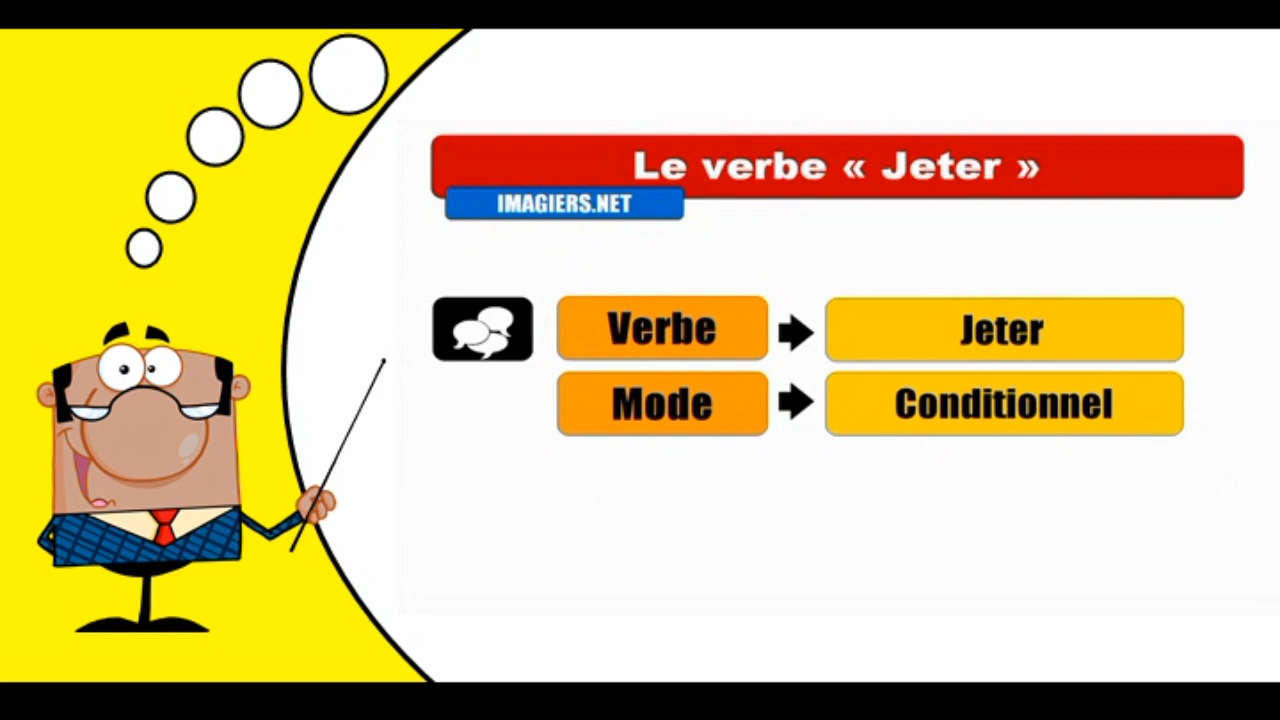 Le verbe « Jeter »
IMAGIERS.NET
Verbe Jeter
Mode Conditionnel